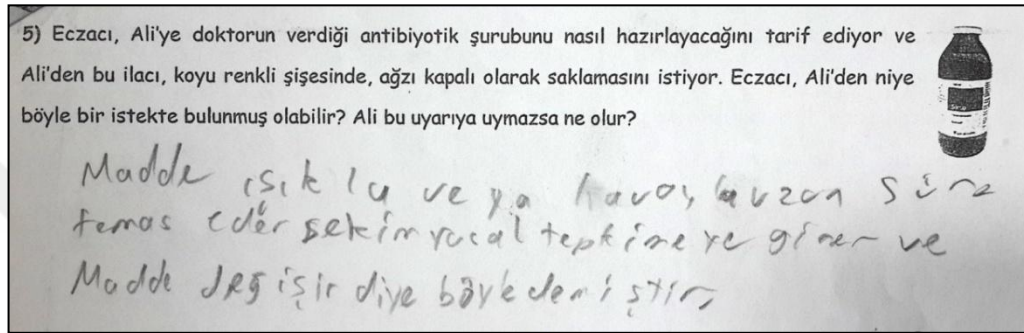 5) Eczacı, Ali'ye doktorun verdiği antibiyotik şurubunu nasıl hazırlayacağını tarif ediyor ve
Ali'den bu ilacı, koyu renkli şişesinde, ağzı kapalı olarak saklamasını istiyor. Eczacı, Ali'den niye
böyle bir istekte bulunmuş olabilir? Ali bu uyarıya uymazsa ne olur?
Madde ışıkla veya havayla uzun süre
temas ederse kimyasal tepkimeye girer ve
Madde değişir diye böyle demiştir